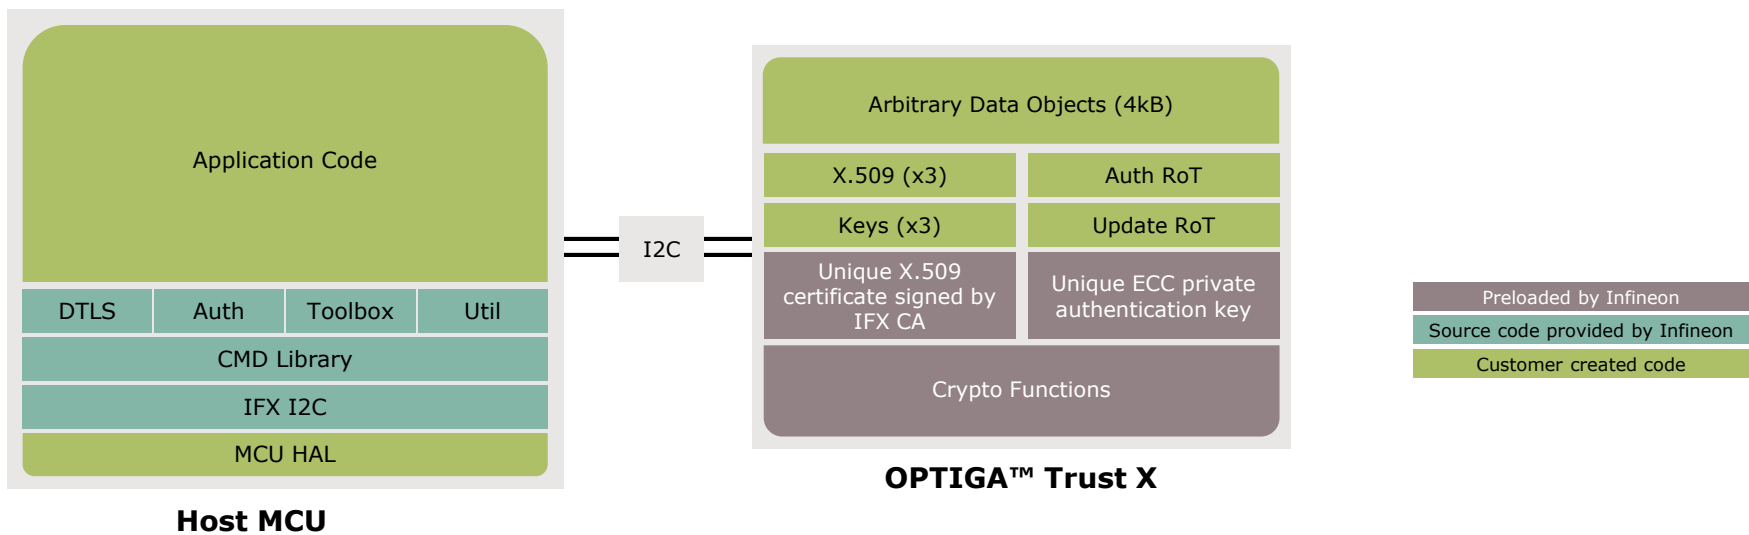 Application Code
DTLS
Auth
Toolbox
Util
CMD Library
IFX I2C
MCU HAL
Host MCU
I2C
Arbitrary Data Objects (4kB)
X.509 (x3)
Auth RoT
Keys (x3)
Update RoT
Unique X.509
certificate signed by
IFX CA
Unique ECC private
authentication key
Crypto Functions
OPTIGA™ Trust X
Preloaded by Infineon
Source code provided by Infineon
Customer created code